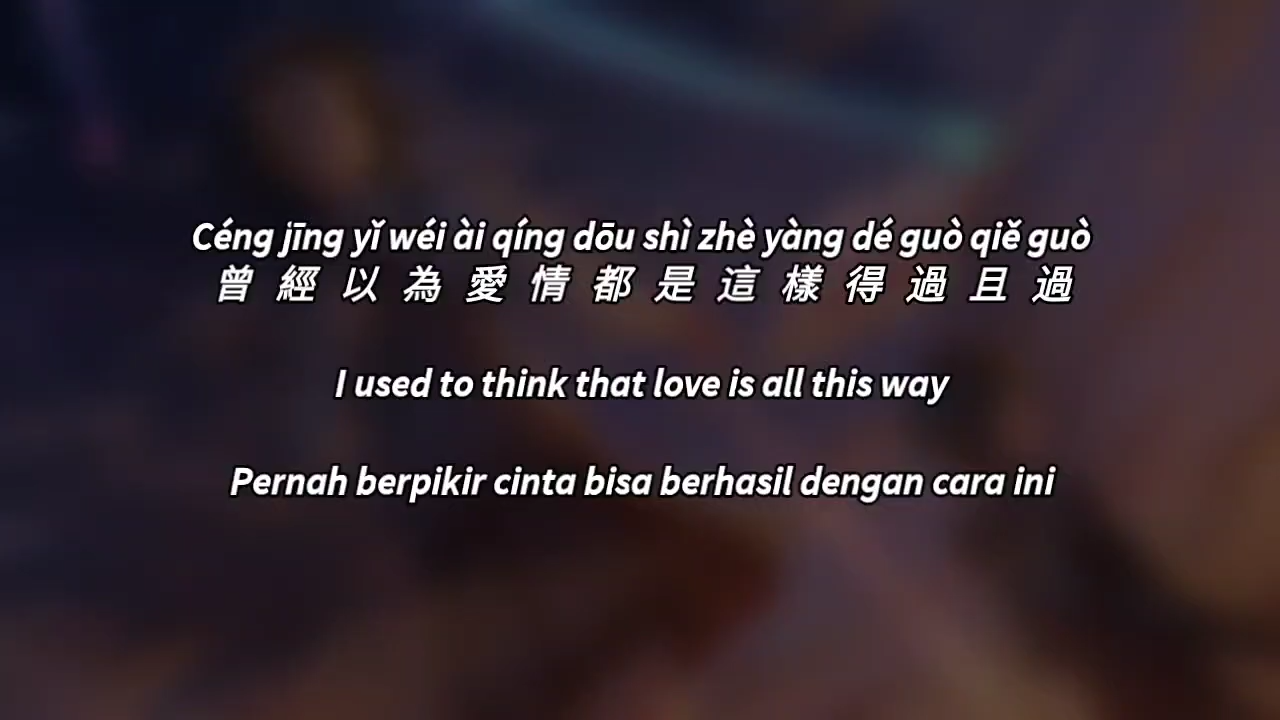 Céng jīng yǐ wéi ài qíng dōu shì zhè yàng dé guò qiě guò
曾 經 以 為 愛 情 都 是 這 樣 得 過 且 過
I used to think that love is all this way
Pernah berpikir cinta bisa berhasil dengan cara ini